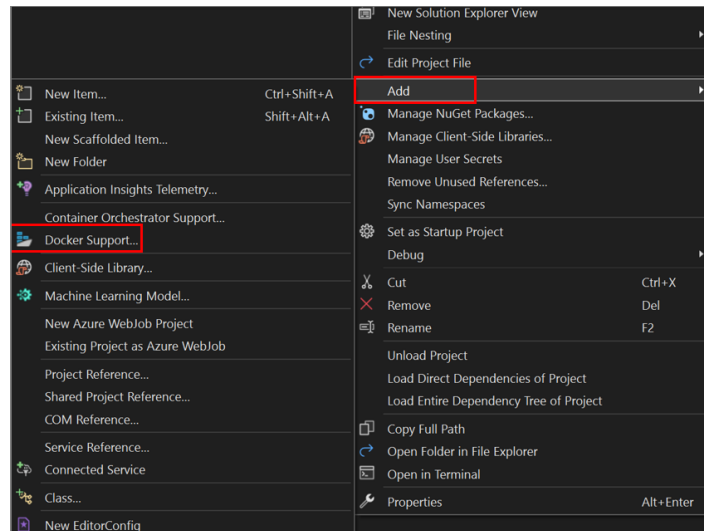 New Solution Explorer View
File Nesting
Edit Project File
Add
Manage NuGet Packages...
Manage Client-Side Libraries...
Manage User Secrets
Remove Unused References...
Sync Namespaces
Set as Startup Project
Debug
Cut Ctrl+X
Remove Del
Rename F2
Unload Project
Load Direct Dependencies of Project
Load Entire Dependency Tree of Project
Copy Full Path
Open Folder in File Explorer
Open in Terminal
Properties Alt+Enter
New Item... Ctrl+Shift+A
Existing Item... Shift+Alt+A
New Scaffolded Item...
New Folder
Application Insights Telemetry...
Container Orchestrator Support...
Docker Support...
Client-Side Library...
Machine Learning Model...
New Azure WebJob Project
Existing Project as Azure WebJob
Project Reference...
Shared Project Reference...
COM Reference...
Service Reference...
Connected Service
Class...
New EditorConfig